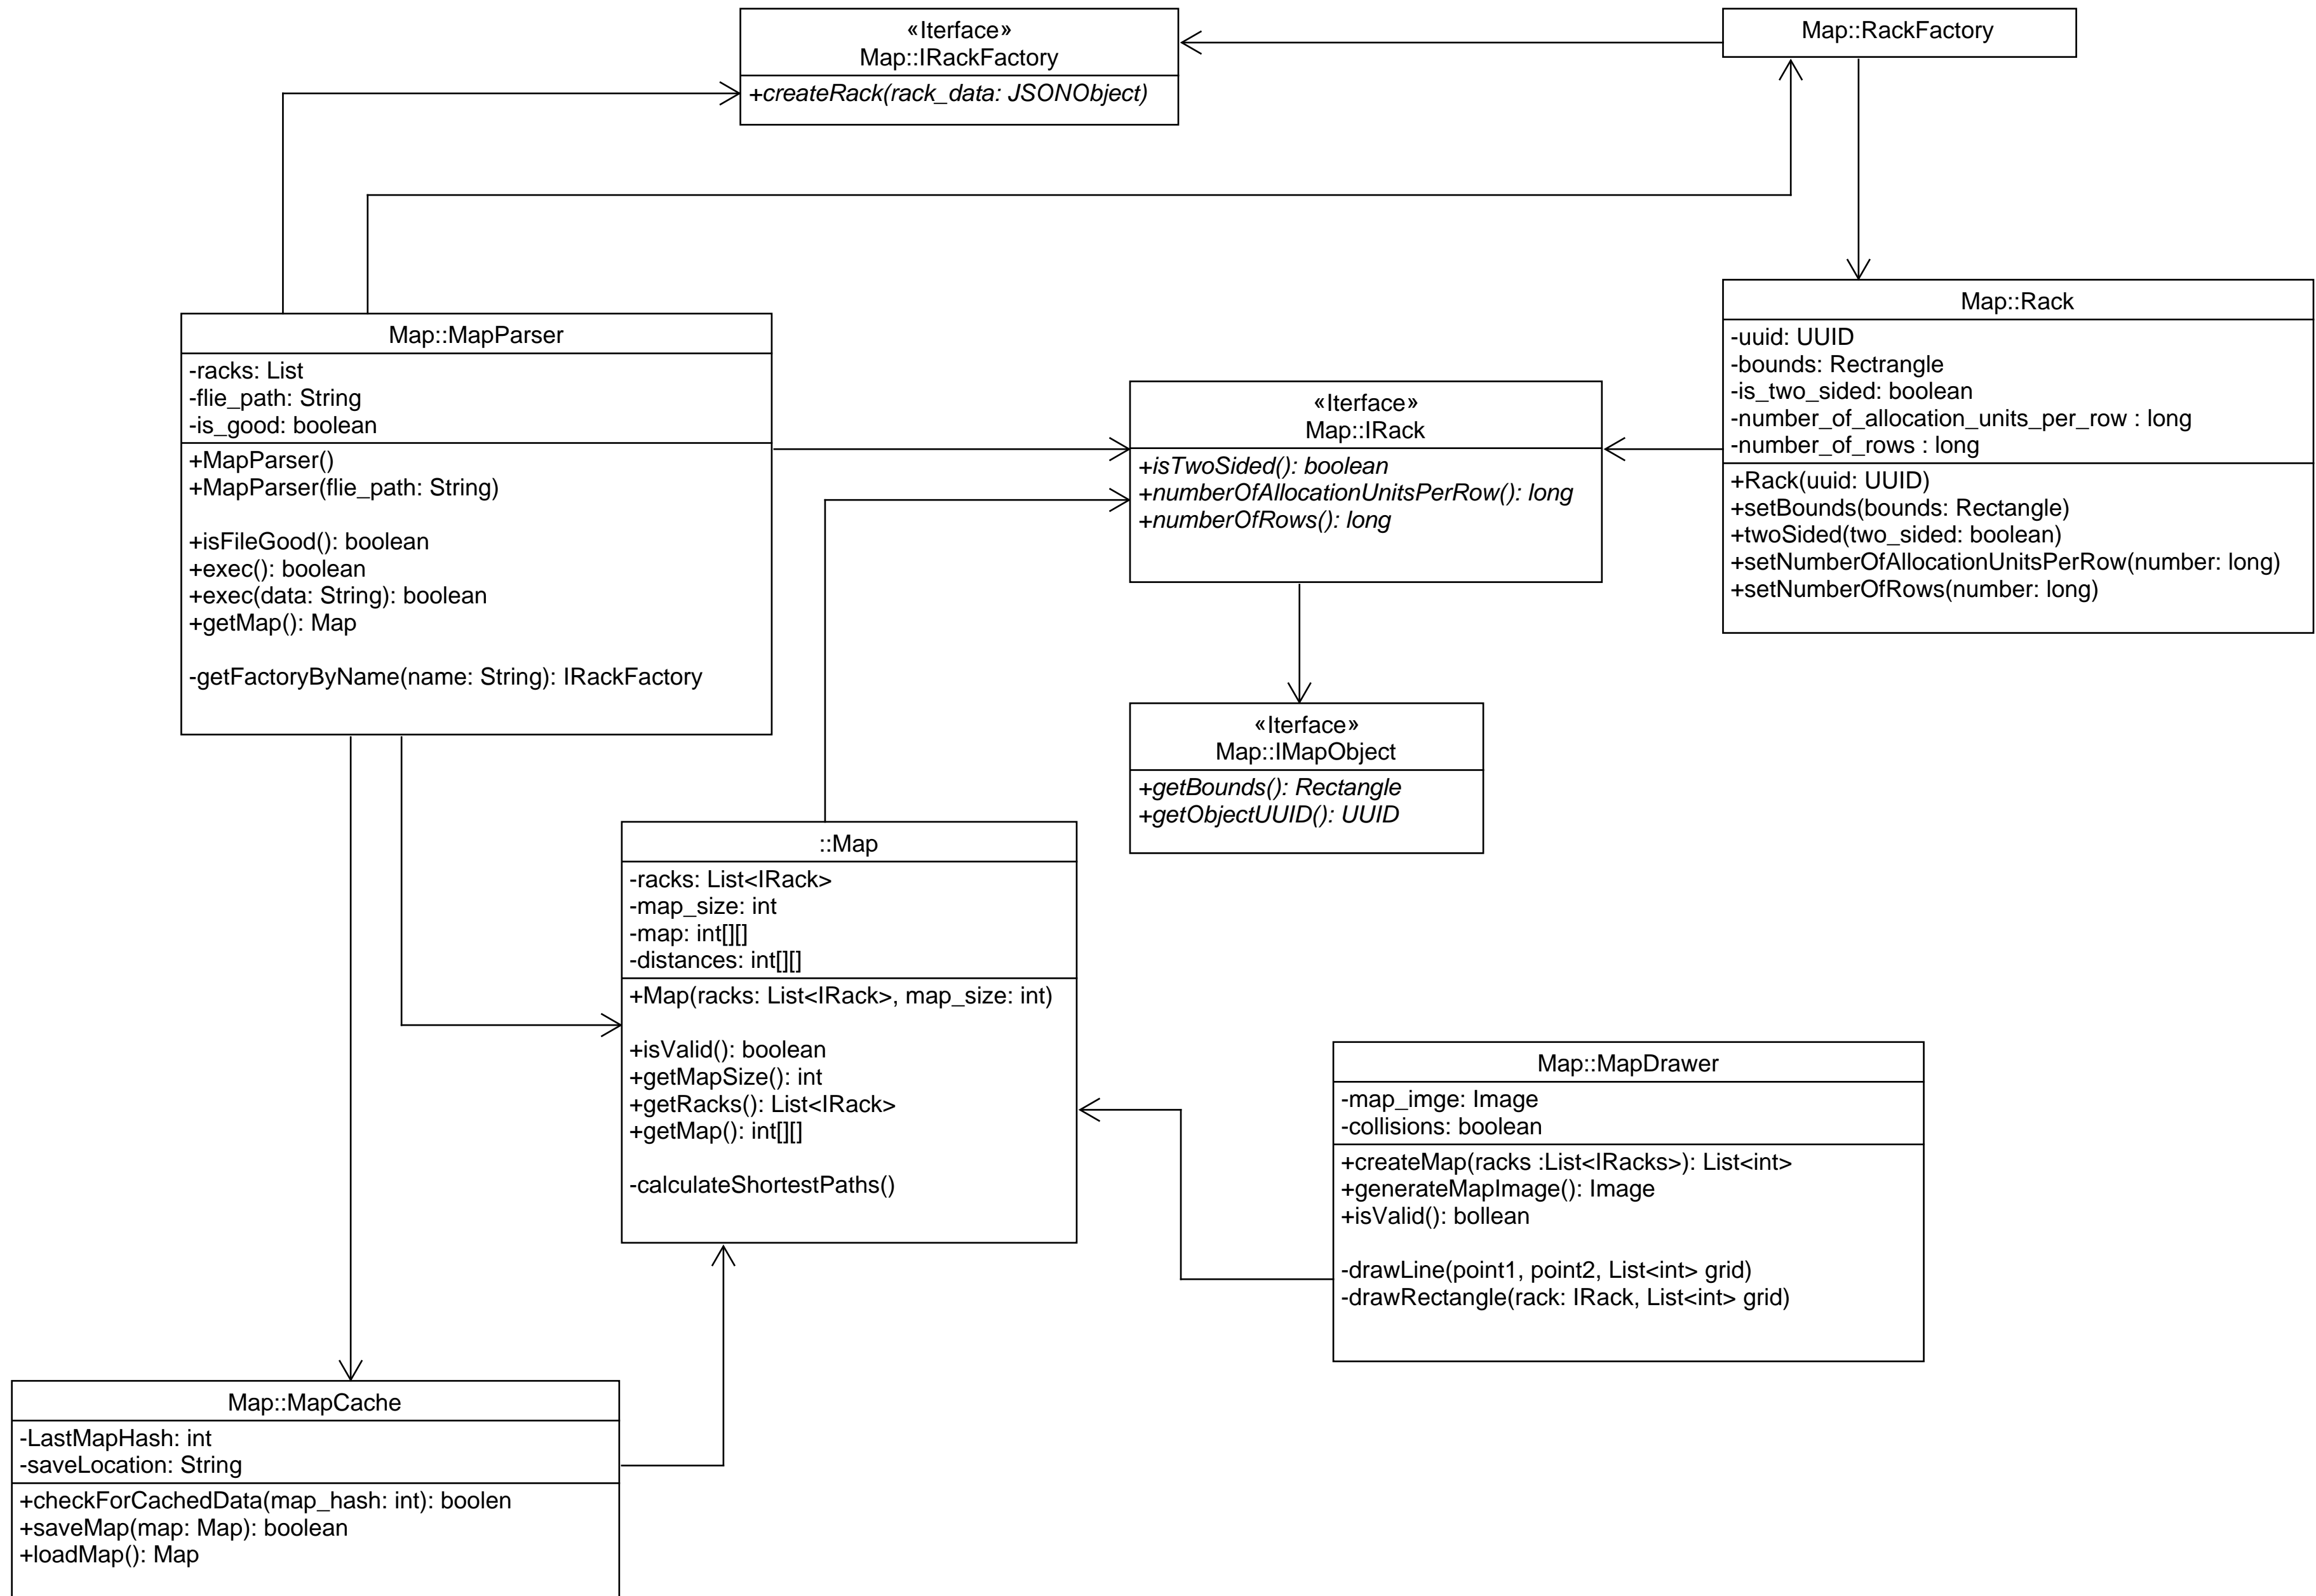 «Iterface»
Map::IRackFactory
+createRack(rack_data: JSONObject)
Map::RackFactory
Map::MapParser
-racks: List
-flie_path: String
-is_good: boolean
+MapParser()
+MapParser(flie_path: String)
+isFileGood(): boolean
+exec(): boolean
+exec(data: String): boolean
+getMap(): Map
-getFactoryByName(name: String): IRackFactory
«Iterface»
Map::IRack
+isTwoSided(): boolean
+numberOfAllocationUnitsPerRow(): long
+numberOfRows(): long
Map::Rack
-uuid: UUID
-bounds: Rectrangle
-is_two_sided: boolean
-number_of_allocation_units_per_row : long
-number_of_rows : long
+Rack(uuid: UUID)
+setBounds(bounds: Rectangle)
+twoSided(two_sided: boolean)
+setNumberOfAllocationUnitsPerRow(number: long)
+setNumberOfRows(number: long)
«Iterface»
Map::IMapObject
+getBounds(): Rectangle
+getObjectUUID(): UUID
::Map
-racks: List<IRack>
-map_size: int
-map: int[][]
-distances: int[][]
+Map(racks: List<IRack>, map_size: int)
+isValid(): boolean
+getMapSize(): int
+getRacks(): List<IRack>
+getMap(): int[][]
-calculateShortestPaths()
Map::MapDrawer
-map_imge: Image
-collisions: boolean
+createMap(racks :List<IRacks>): List<int>
+generateMapImage(): Image
+isValid(): bollean
-drawLine(point1, point2, List<int> grid)
-drawRectangle(rack: IRack, List<int> grid)
Map::MapCache
-LastMapHash: int
-saveLocation: String
+checkForCachedData(map_hash: int): boolen
+saveMap(map: Map): boolean
+loadMap(): Map